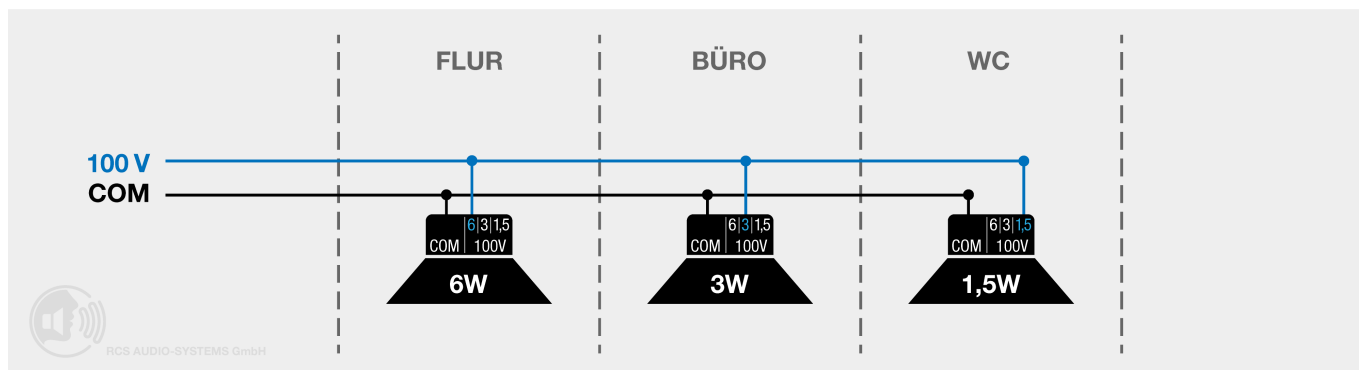 FLUR BÜRO WC
100 V
COM
6|3|1,5 6|3|1,5 6|3|1,5
COM 100V COM 100V COM 100V
6W 3W 1,5W
RCS AUDIO-SYSTEMS GmbH